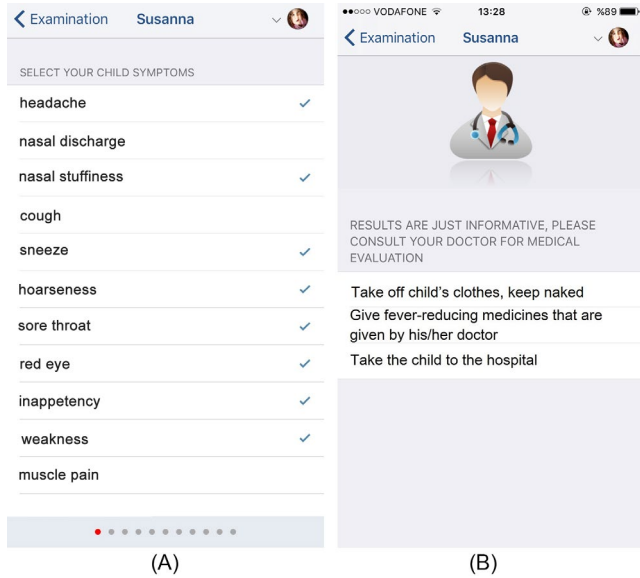 Examination Susanna
SELECT YOUR CHILD SYMPTOMS
headache
nasal discharge
nasal stuffiness
cough
sneeze
hoarseness
sore throat
red eye
inappetency
weakness
muscle pain
(A)
VODAFONE 13:28 %89
Examination Susanna
RESULTS ARE JUST INFORMATIVE, PLEASE
CONSULT YOUR DOCTOR FOR MEDICAL
EVALUATION
Take off child's clothes, keep naked
Give fever-reducing medicines that are
given by his/her doctor
Take the child to the hospital
(B)